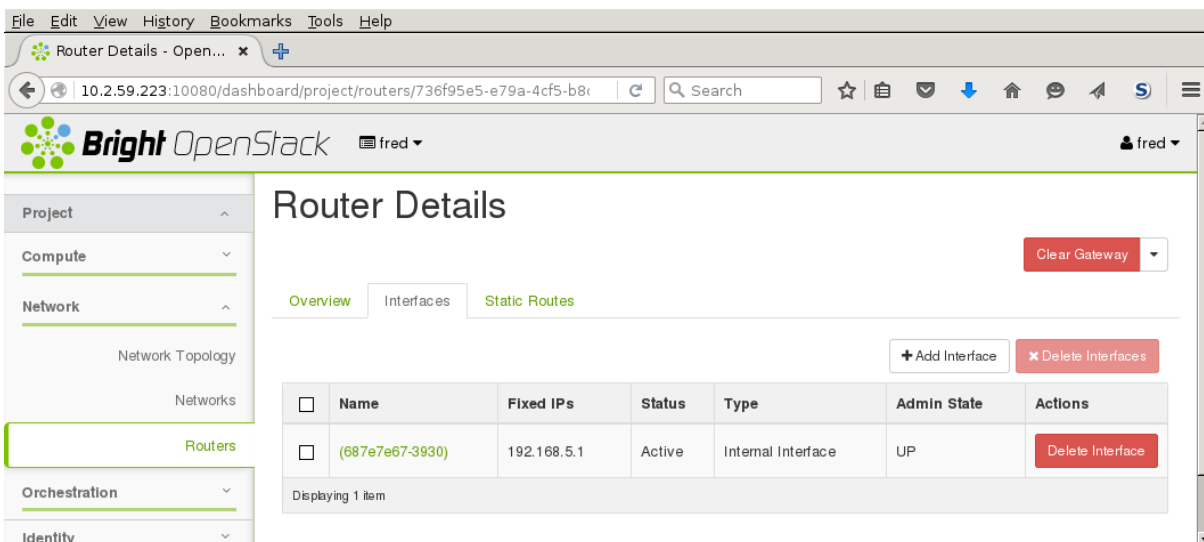 File Edit View History Bookmarks Tools Help
Router Details - Open...
10.2.59.223:10080/dashboard/project/routers/736f95e5-e79a-4cf5-b8 Search S
Bright OpenStack fred fred
Project
Router Details
Clear Gateway
Compute
Overview Interfaces Static Routes
Network
Add Interface Delete Interfaces
Network Topology
Name Fixed IPs Status Type Admin State Actions
Networks
(687e7e67-3930) 192.168.5.1 Active Internal Interface UP Delete Interface
Routers
Displaying 1 item
Orchestration
Identity